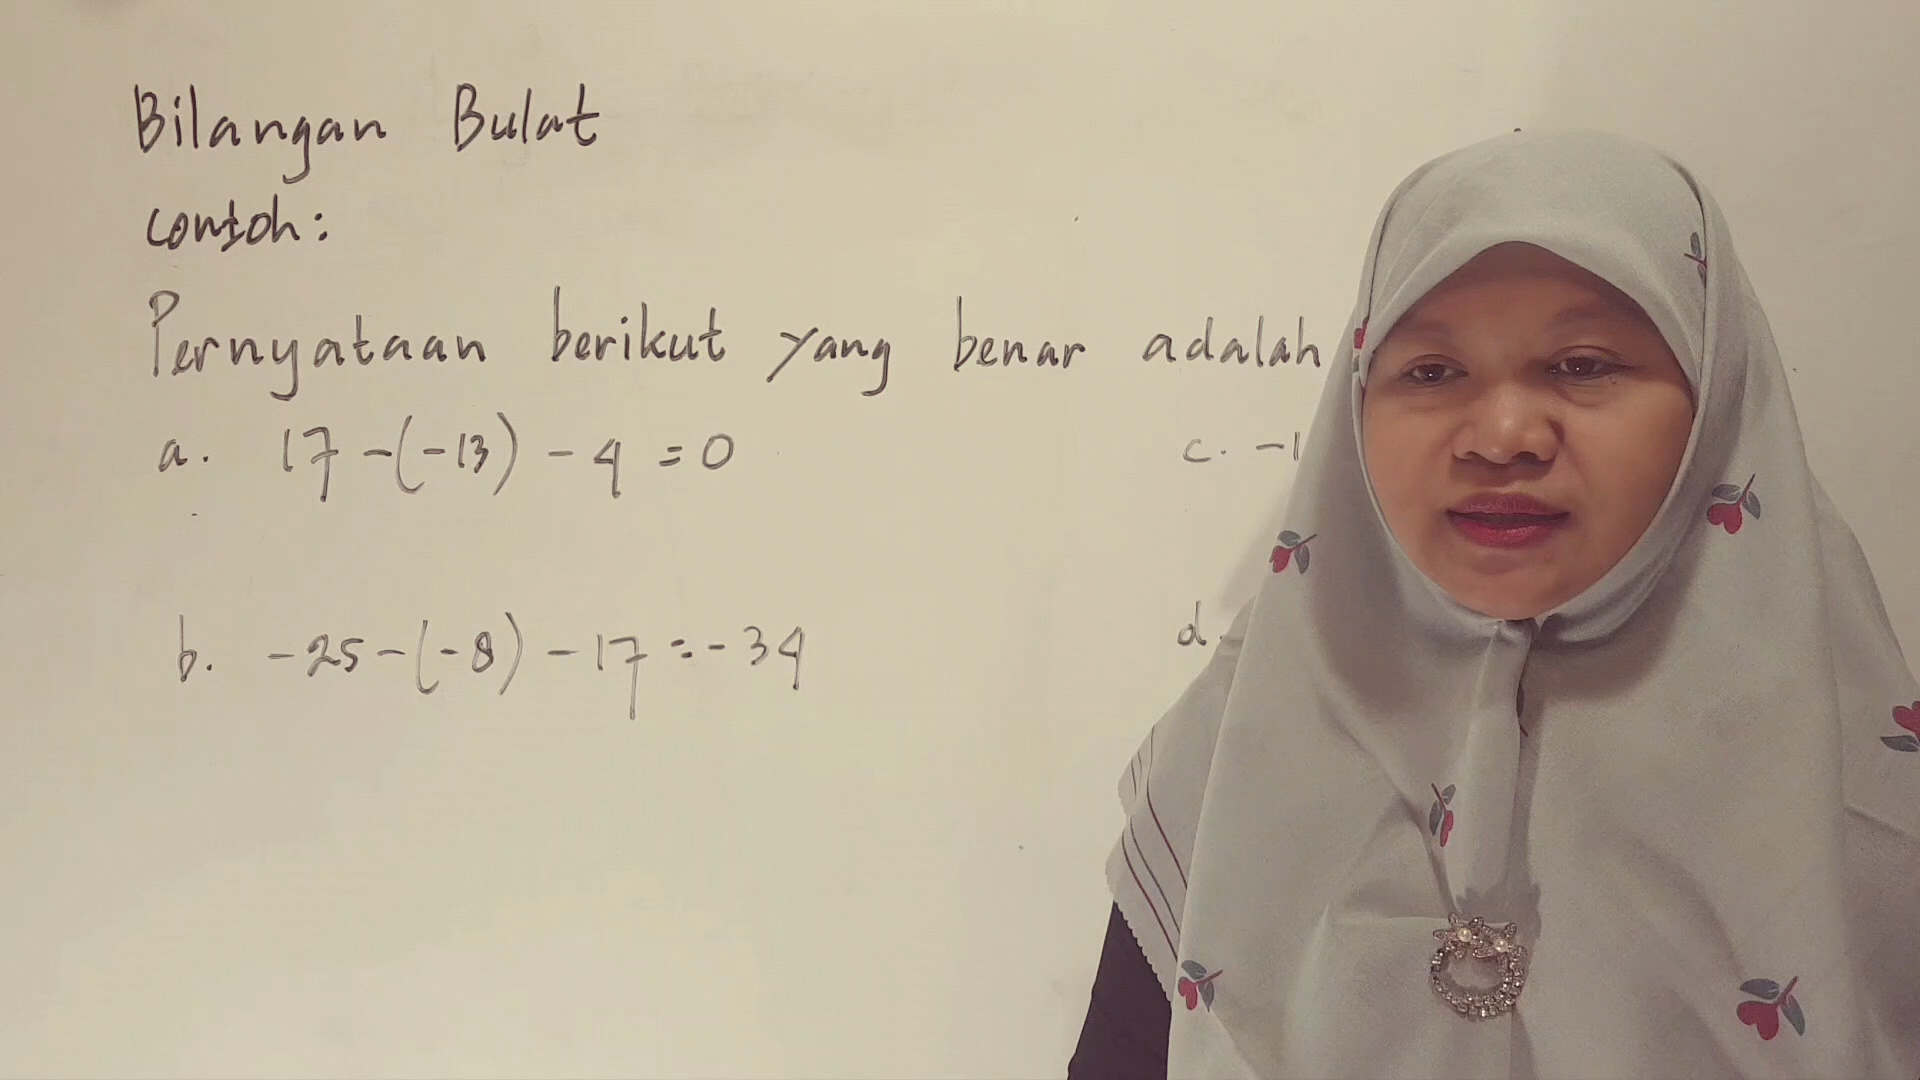 Bilangan Bulat
contoh:
Pernyataan berikut yang benar adalah
a. 17 -(-13) - 4 = 0
c. -1
b. -25 -(-8) - 17 = -34
d.